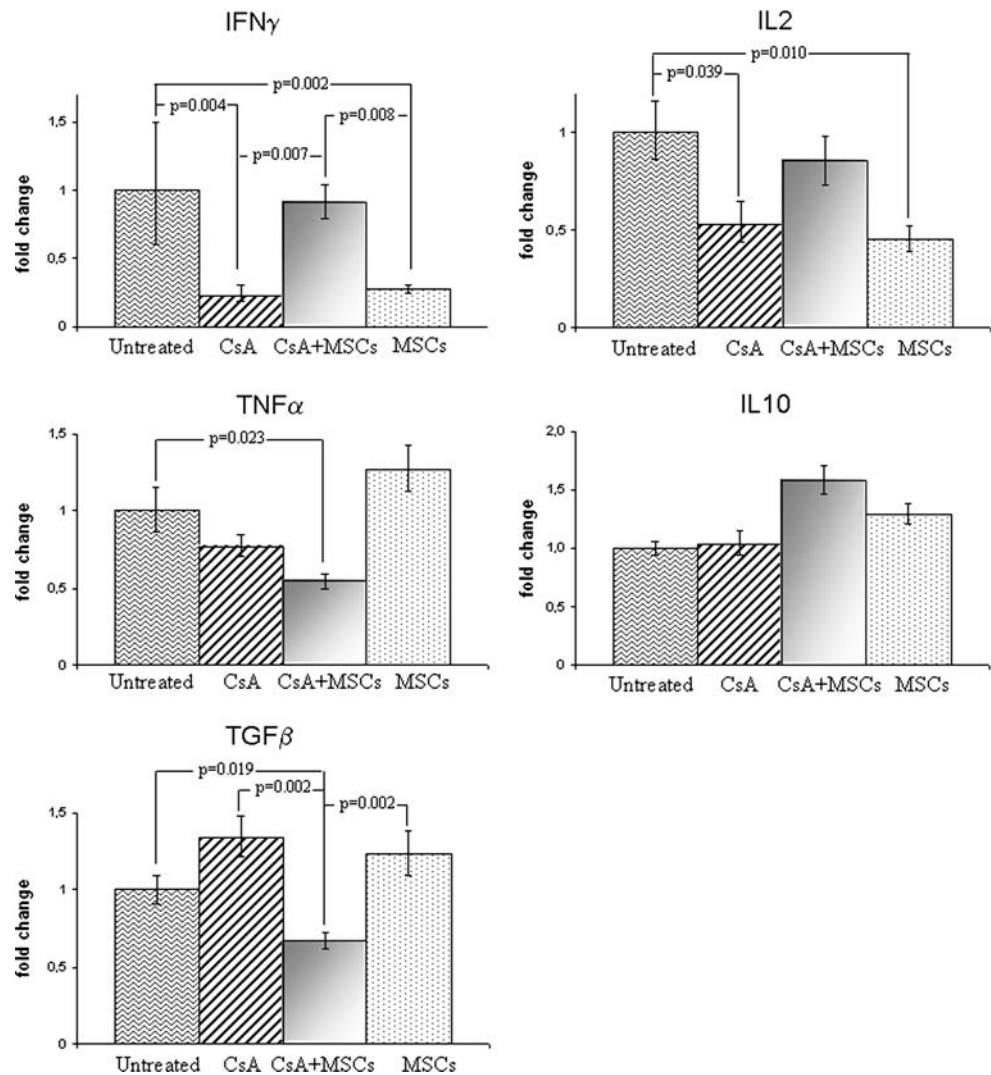 IFNγ
fold change
1,5
1
0,5
0
p=0.002
p=0.004
p=0.008
p=0.007
Untreated CsA CsA+MSCs MSCs
IL2
fold change
1
0,5
0
p=0.010
p=0.039
Untreated CsA CsA+MSCs MSCs
TNFα
fold change
1,5
1
0,5
0
p=0.023
Untreated CsA CsA+MSCs MSCs
IL10
fold change
2,0
1,5
1,0
0,5
0
Untreated CsA CsA+MSCs MSCs
TGFβ
fold change
1,5
1
0,5
0
p=0.019
p=0.002
p=0.002
Untreated CsA CsA+MSCs MSCs